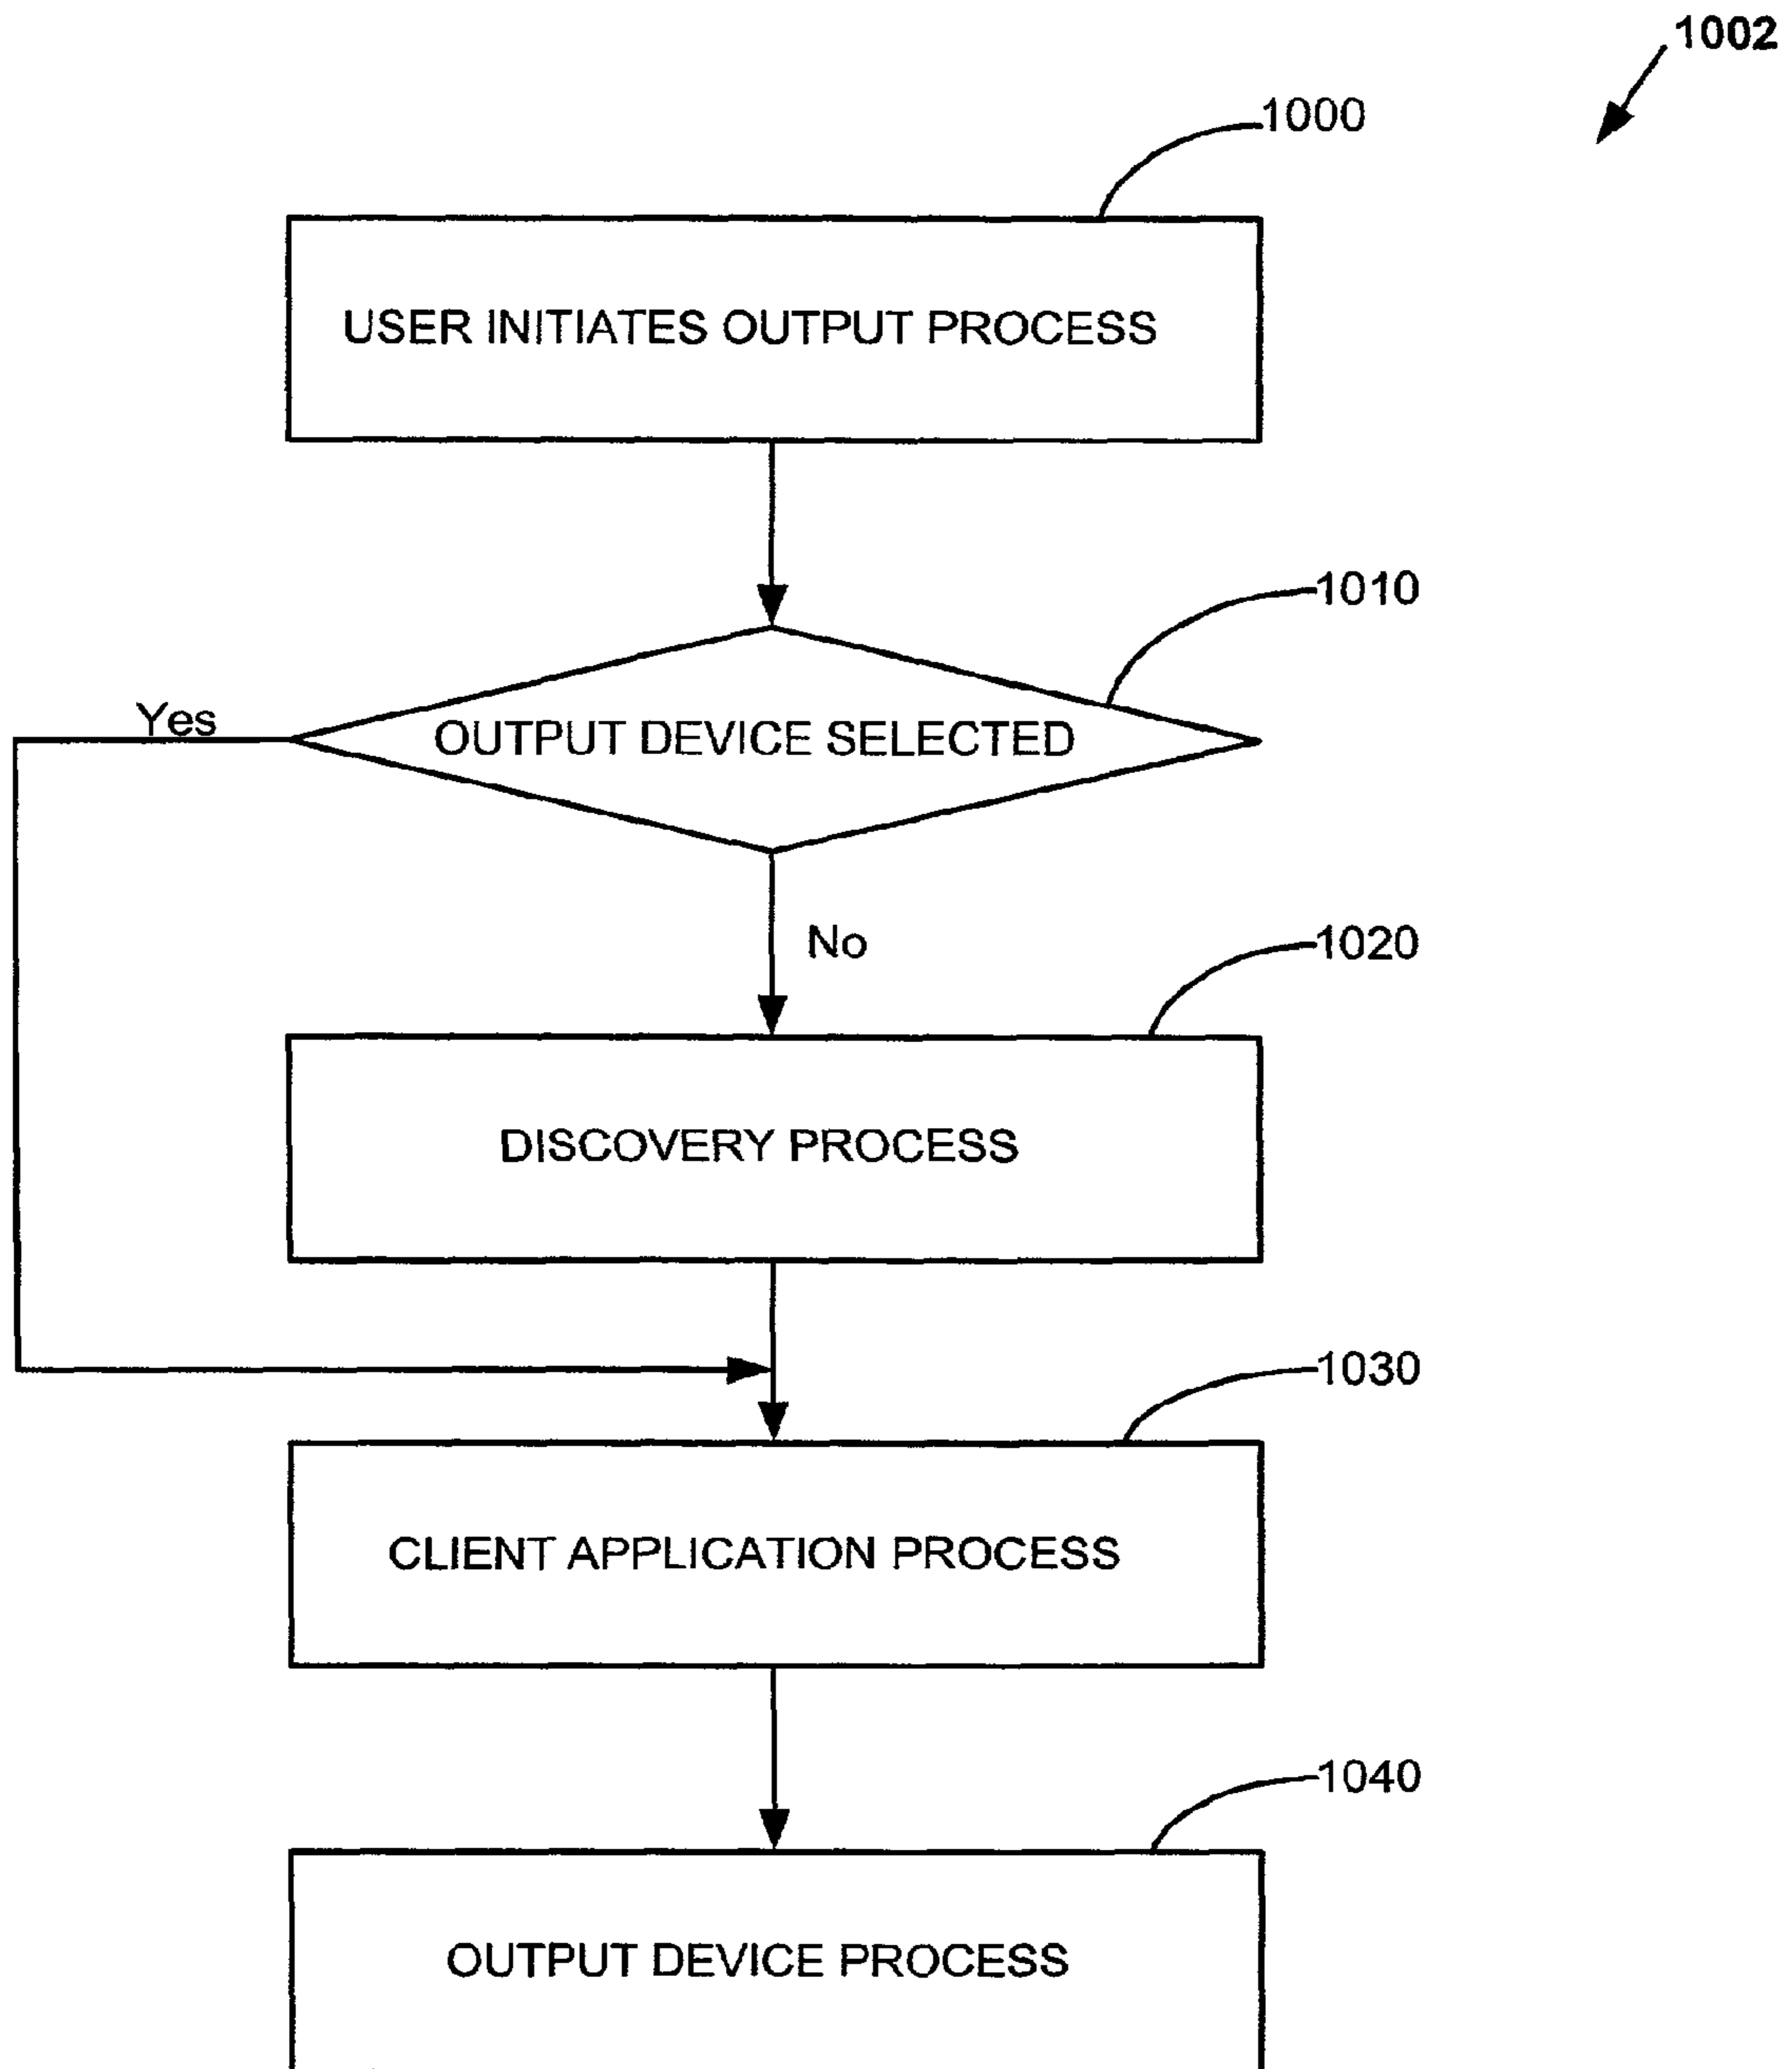 1002
1000
USER INITIATES OUTPUT PROCESS
1010
Yes
OUTPUT DEVICE SELECTED
No
1020
DISCOVERY PROCESS
1030
CLIENT APPLICATION PROCESS
1040
OUTPUT DEVICE PROCESS